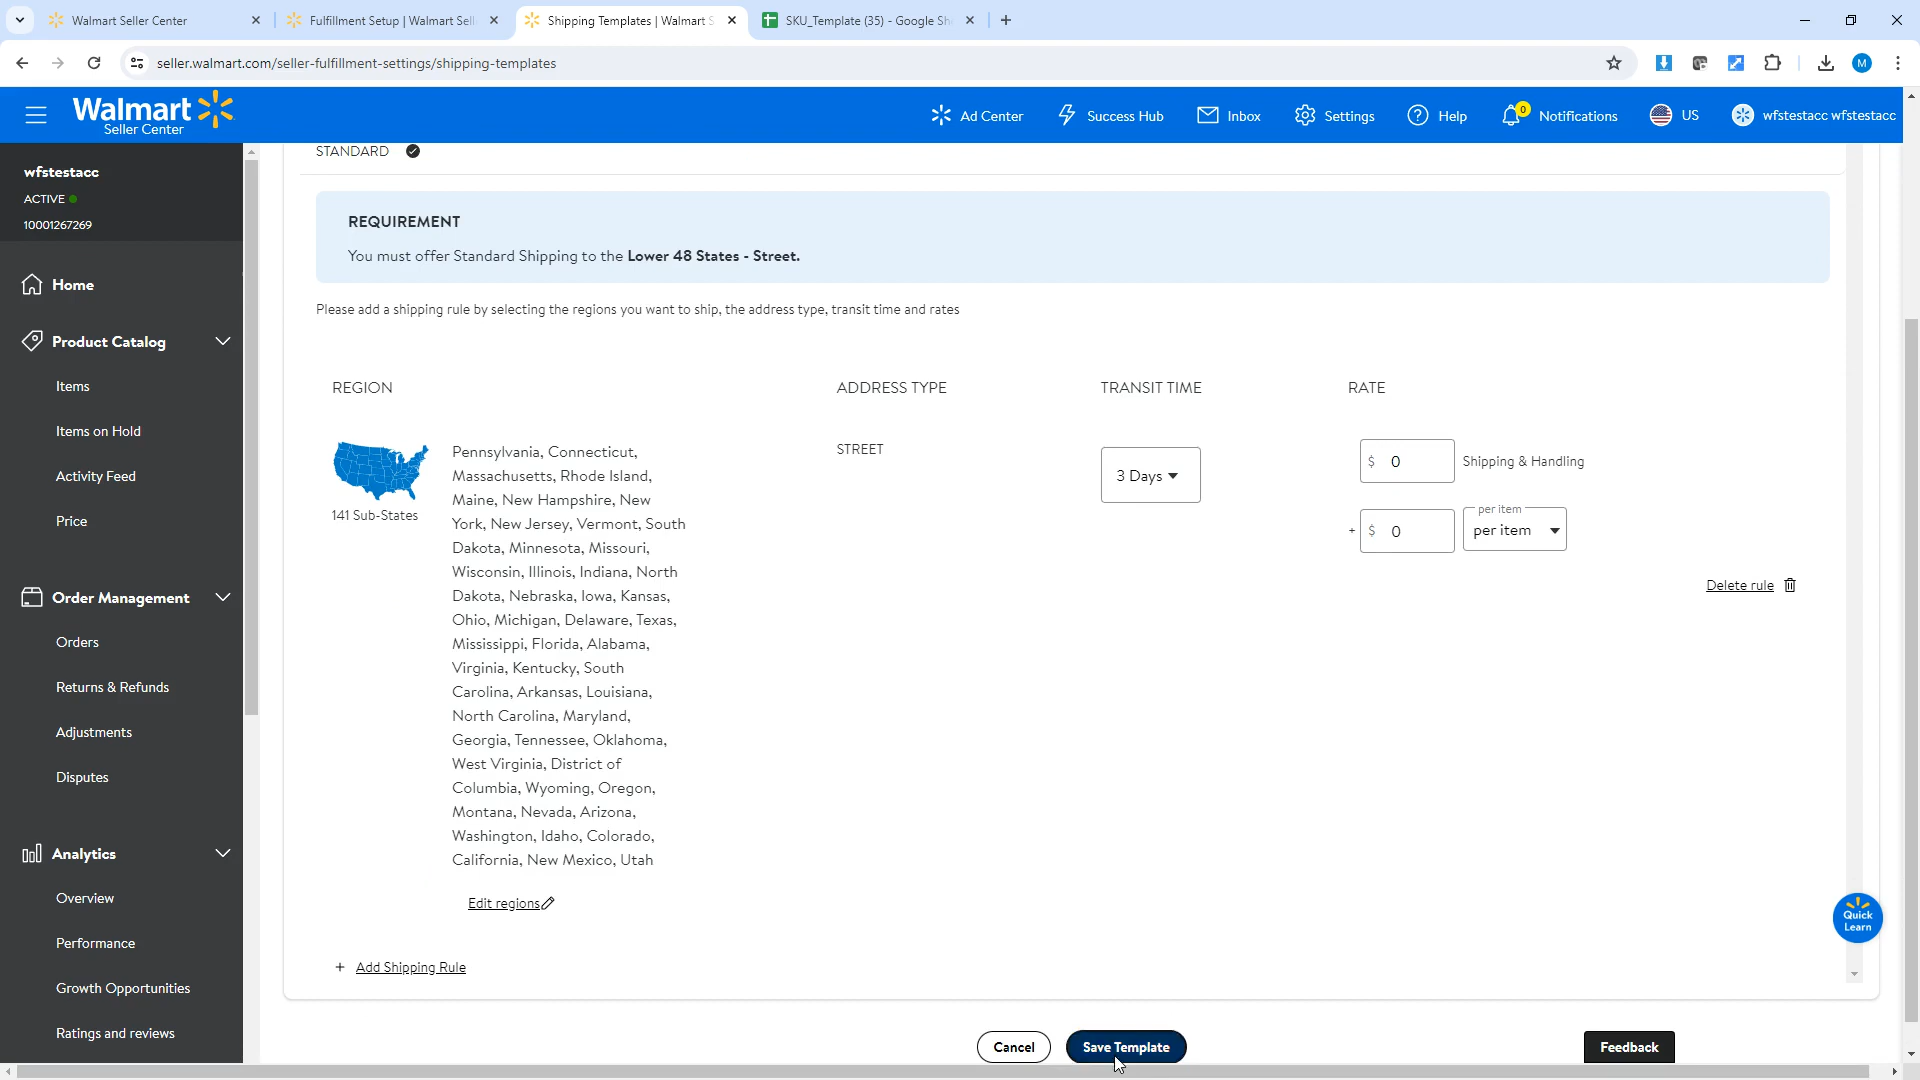 Walmart Seller Center
Fulfillment Setup | Walmart Sell
Shipping Templates | Walmart S
SKU_Template (35) - Google She
seller.walmart.com/seller-fulfillment-settings/shipping-templates
M
Walmart
Seller Center
Ad Center
Success Hub
Inbox
Settings
Help
0
Notifications
US
wfstestacc wfstestacc
wfstestacc
ACTIVE
10001267269
Home
Product Catalog
Items
Items on Hold
Activity Feed
Price
Order Management
Orders
Returns & Refunds
Adjustments
Disputes
Analytics
Overview
Performance
Growth Opportunities
Ratings and reviews
STANDARD
REQUIREMENT
You must offer Standard Shipping to the Lower 48 States - Street.
Please add a shipping rule by selecting the regions you want to ship, the address type, transit time and rates
REGION
ADDRESS TYPE
TRANSIT TIME
RATE
141 Sub-States
Pennsylvania, Connecticut,
Massachusetts, Rhode Island,
Maine, New Hampshire, New
York, New Jersey, Vermont, South
Dakota, Minnesota, Missouri,
Wisconsin, Illinois, Indiana, North
Dakota, Nebraska, Iowa, Kansas,
Ohio, Michigan, Delaware, Texas,
Mississippi, Florida, Alabama,
Virginia, Kentucky, South
Carolina, Arkansas, Louisiana,
North Carolina, Maryland,
Georgia, Tennessee, Oklahoma,
West Virginia, District of
Columbia, Wyoming, Oregon,
Montana, Nevada, Arizona,
Washington, Idaho, Colorado,
California, New Mexico, Utah
Edit regions
STREET
3 Days
$ 0
Shipping & Handling
+ $ 0
per item
per item
Delete rule
+ Add Shipping Rule
Quick
Learn
Cancel
Save Template
Feedback